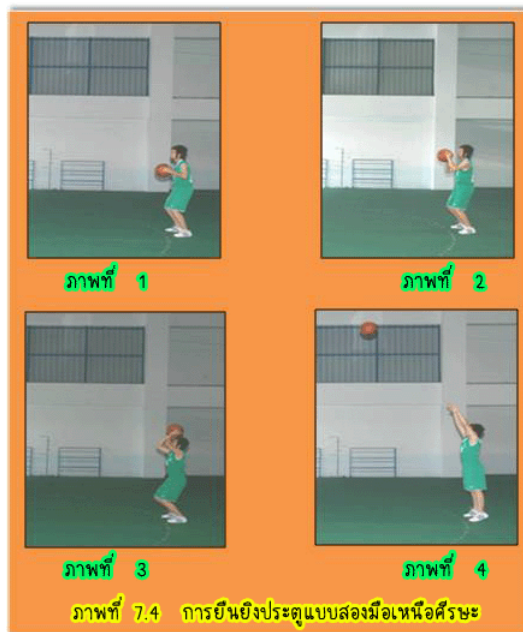 ภาพที่ 1
ภาพที่ 2
ภาพที่ 3
ภาพที่ 4
ภาพที่ 7.4 การยืนยิงประตูแบบสองมือเหนือศีรษะ